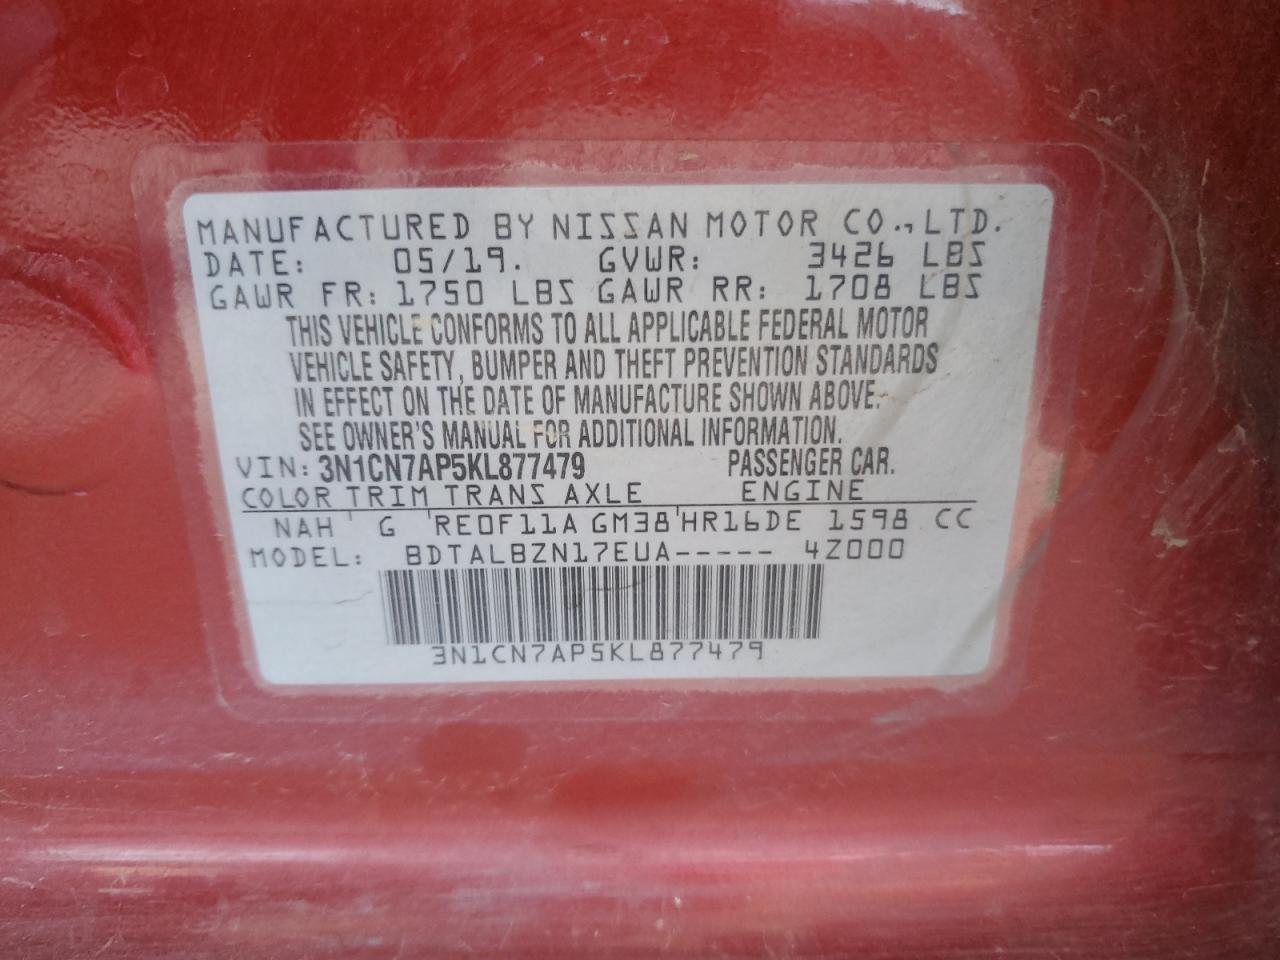 MANUFACTURED BY NISSAN MOTOR CO., LTD.
DATE: 05/19. GVWR: 3426 LBS
GAWR FR: 1750 LBS GAWR RR: 1708 LBS
THIS VEHICLE CONFORMS TO ALL APPLICABLE FEDERAL MOTOR
VEHICLE SAFETY, BUMPER AND THEFT PREVENTION STANDARDS
IN EFFECT ON THE DATE OF MANUFACTURE SHOWN ABOVE.
SEE OWNER'S MANUAL FOR ADDITIONAL INFORMATION.
VIN: 3N1CN7AP5KL877479 PASSENGER CAR.
COLOR TRIM TRANS AXLE ENGINE
NAH G RE0F11A GM38 HR16DE 1598 CC
MODEL: BDTALBZN17EUA----- 4Z000
3N1CN7AP5KL877479